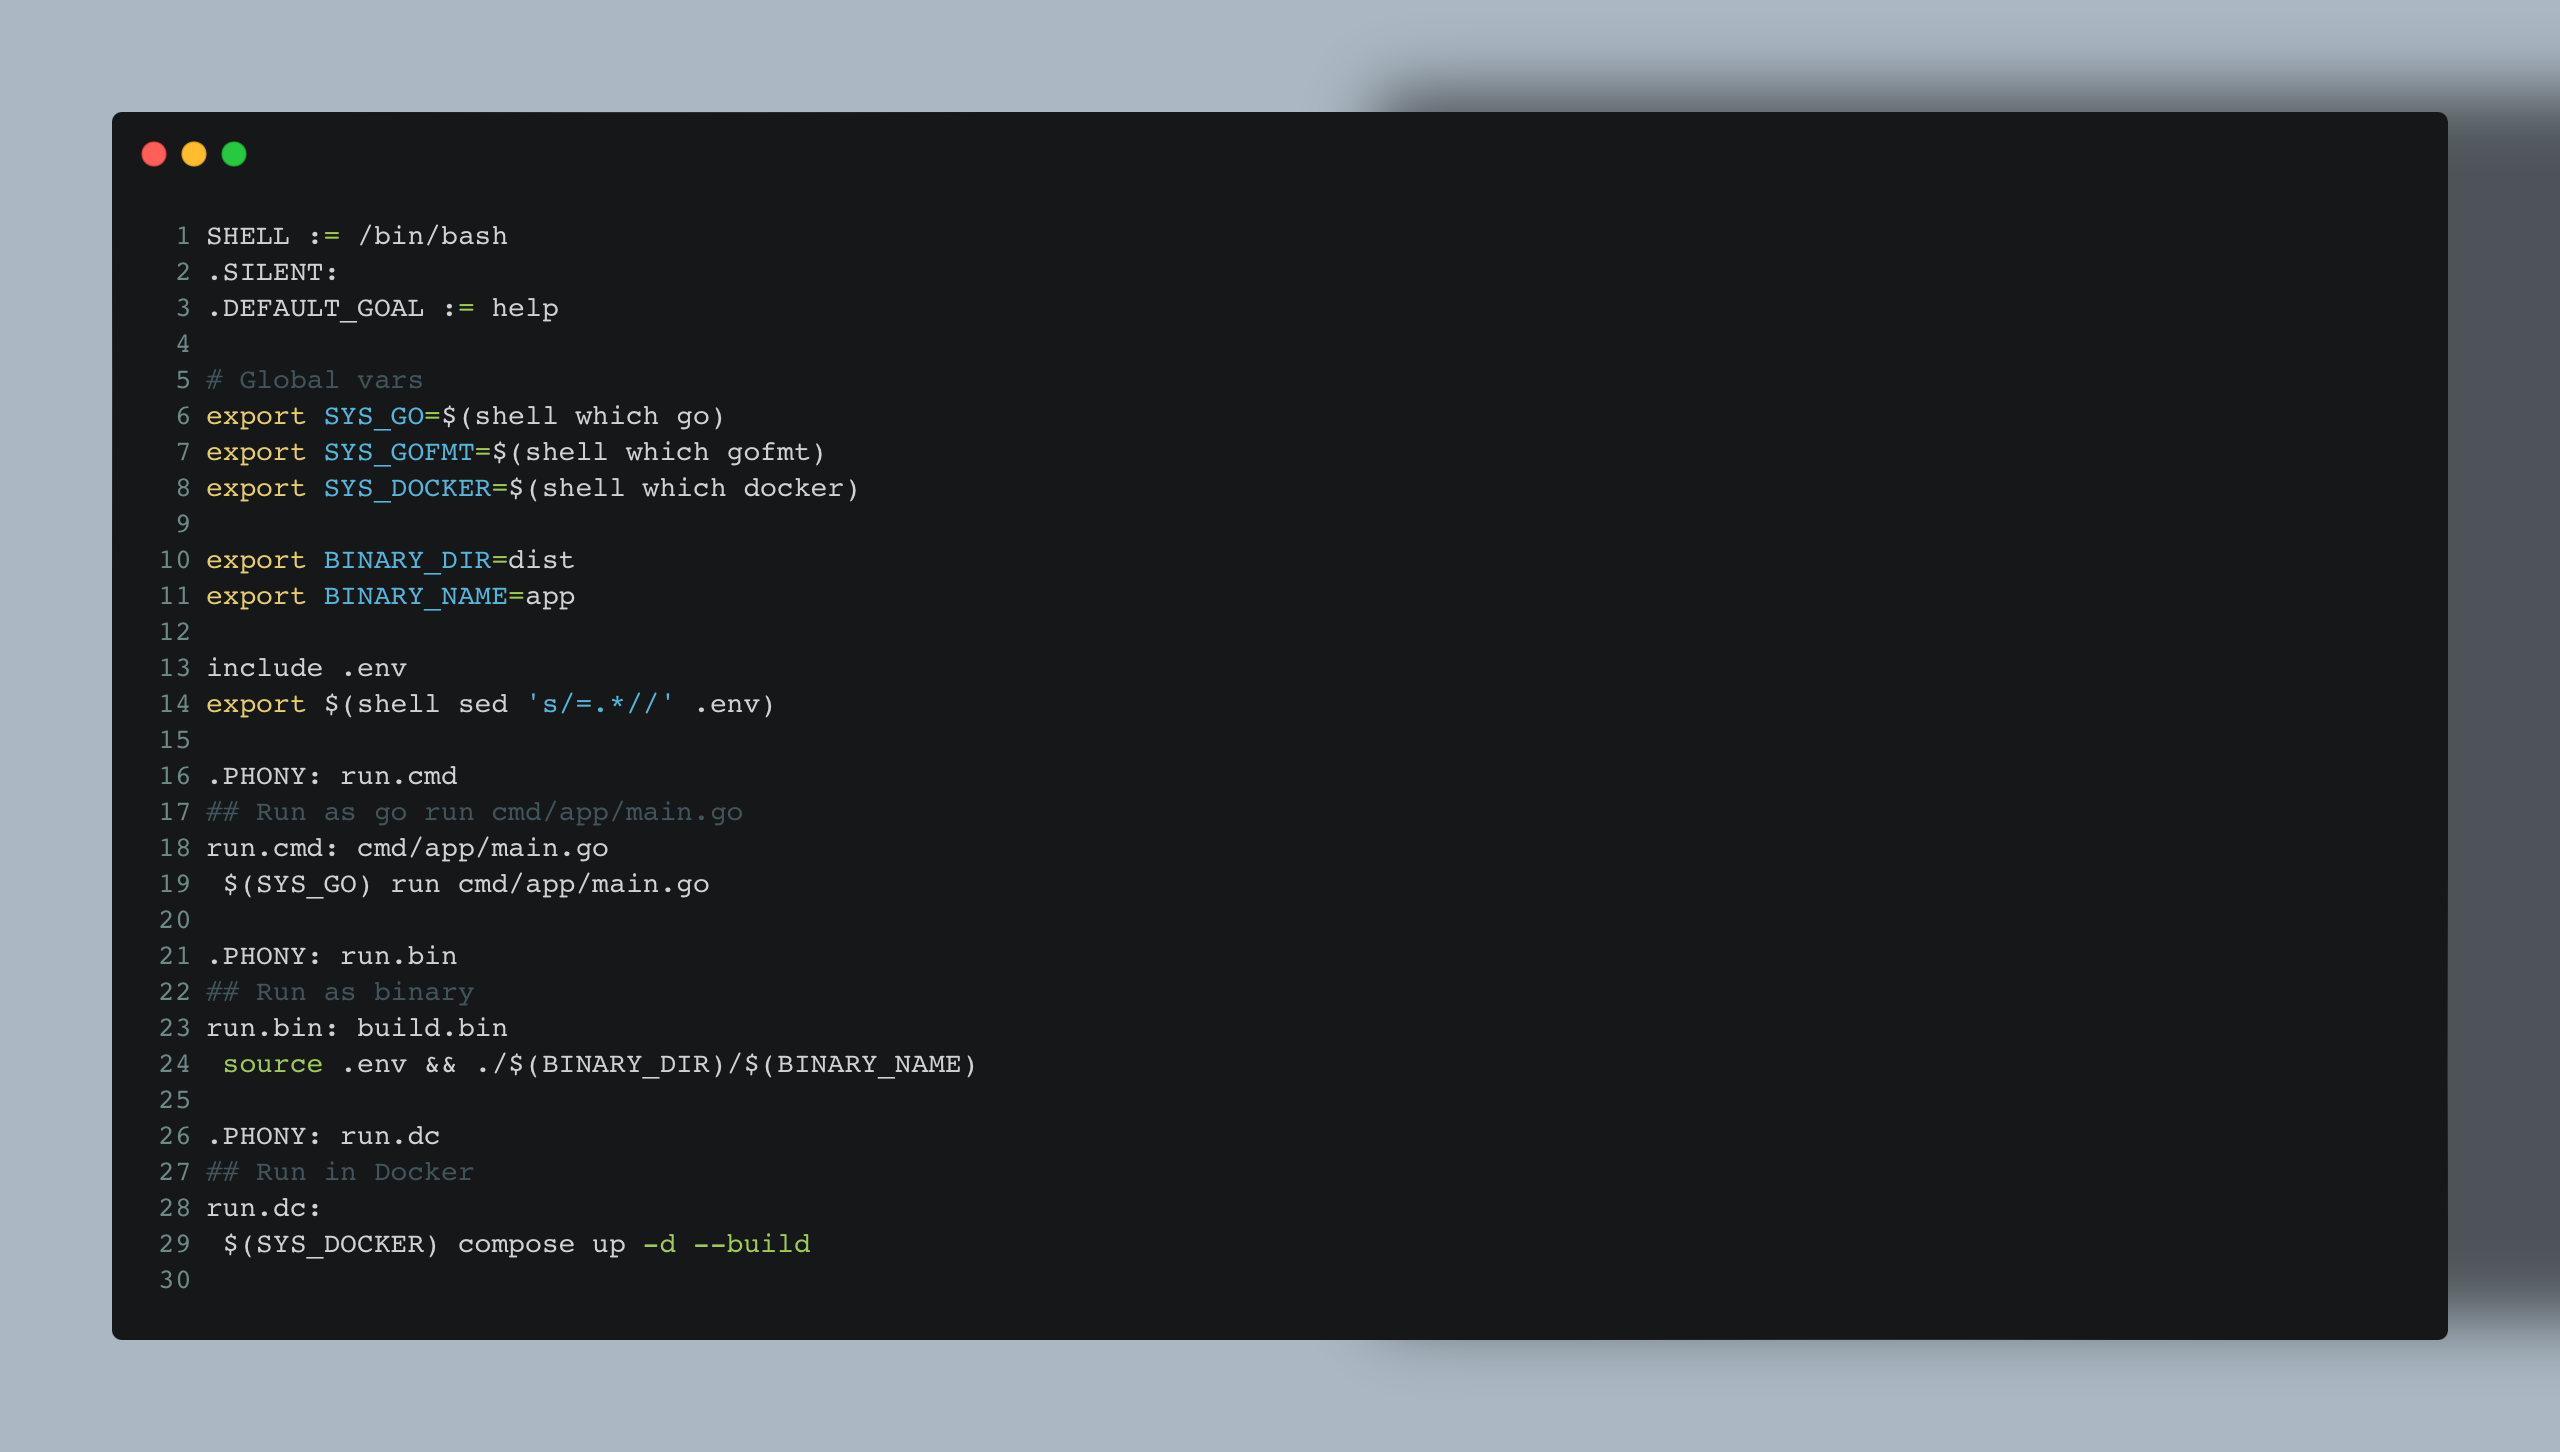 1 SHELL := /bin/bash
2 .SILENT:
3 .DEFAULT_GOAL := help
4
5 # Global vars
6 export SYS_GO=$(shell which go)
7 export SYS_GOFMT=$(shell which gofmt)
8 export SYS_DOCKER=$(shell which docker)
9
10 export BINARY_DIR=dist
11 export BINARY_NAME=app
12
13 include .env
14 export $(shell sed 's/=.*//' .env)
15
16 .PHONY: run.cmd
17 ## Run as go run cmd/app/main.go
18 run.cmd: cmd/app/main.go
19  $(SYS_GO) run cmd/app/main.go
20
21 .PHONY: run.bin
22 ## Run as binary
23 run.bin: build.bin
24  source .env && ./$(BINARY_DIR)/$(BINARY_NAME)
25
26 .PHONY: run.dc
27 ## Run in Docker
28 run.dc:
29  $(SYS_DOCKER) compose up -d --build
30